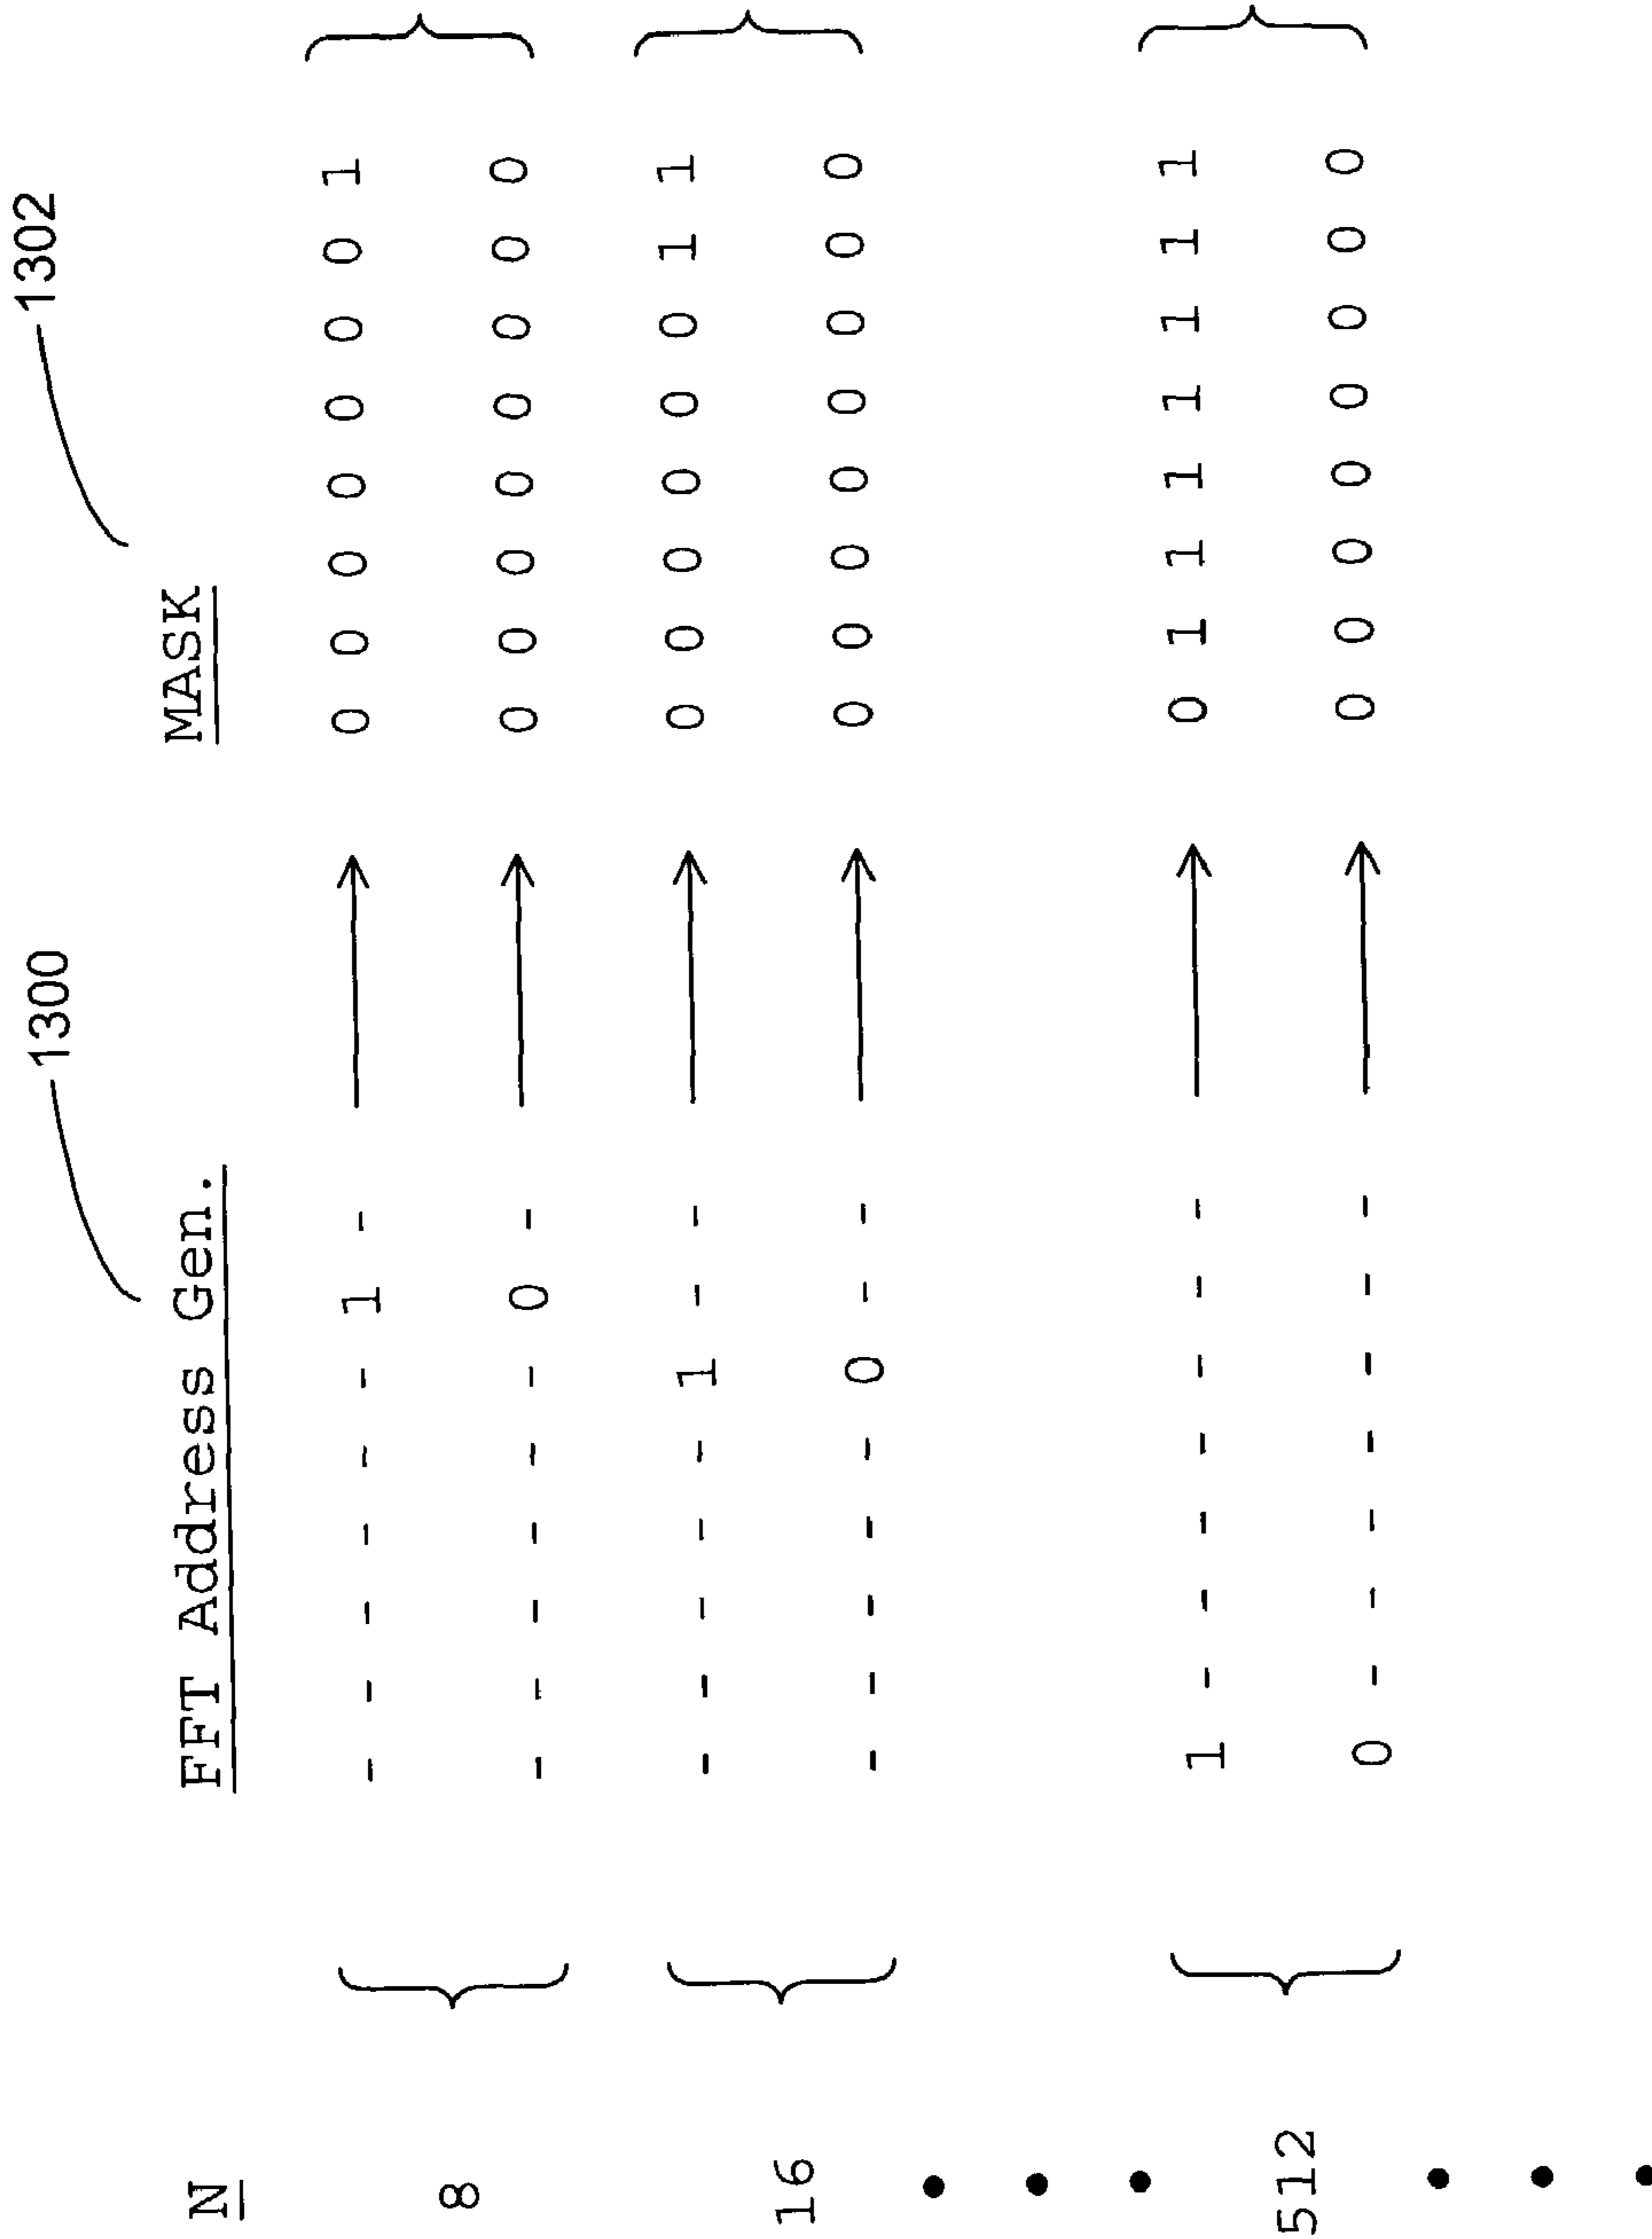 1300 1302
N FFT Address Gen. MASK
- - - - - - 1 - 0 0 0 0 0 0 0 1
8
- - - - - - 0 - 0 0 0 0 0 0 0 0
- - - - - 1 - - 0 0 0 0 0 0 1 1
16
- - - - - 0 - - 0 0 0 0 0 0 0 0
1 - - - - - - - 0 1 1 1 1 1 1 1
512
0 - - - - - - - 0 0 0 0 0 0 0 0